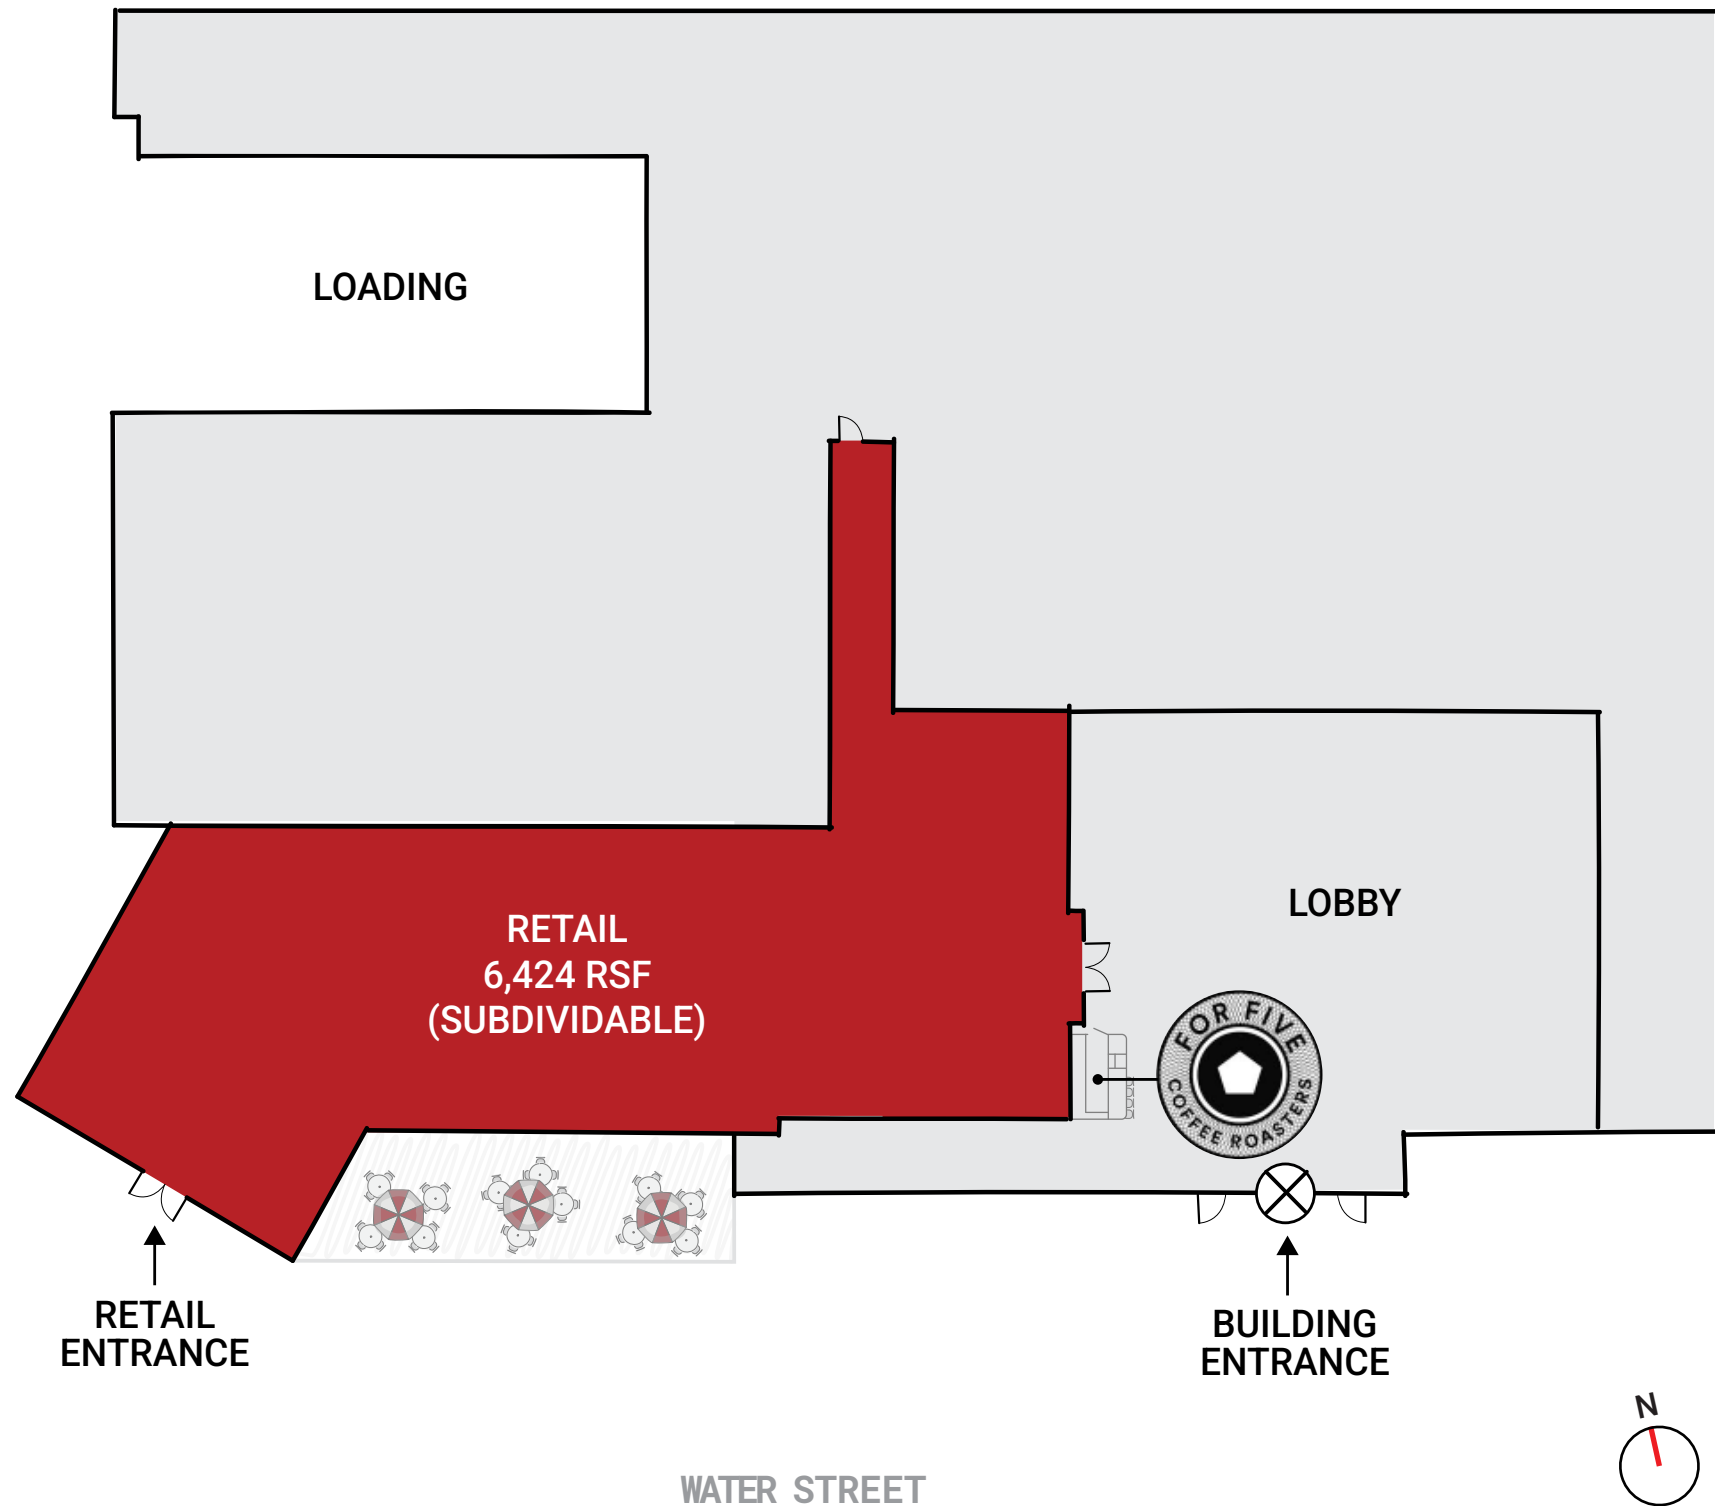 LOADING
RETAIL
6,424 RSF
(SUBDIVIDABLE)
LOBBY
FOR FIVE
COFFEE ROASTERS
RETAIL
ENTRANCE
BUILDING
ENTRANCE
N
WATER STREET